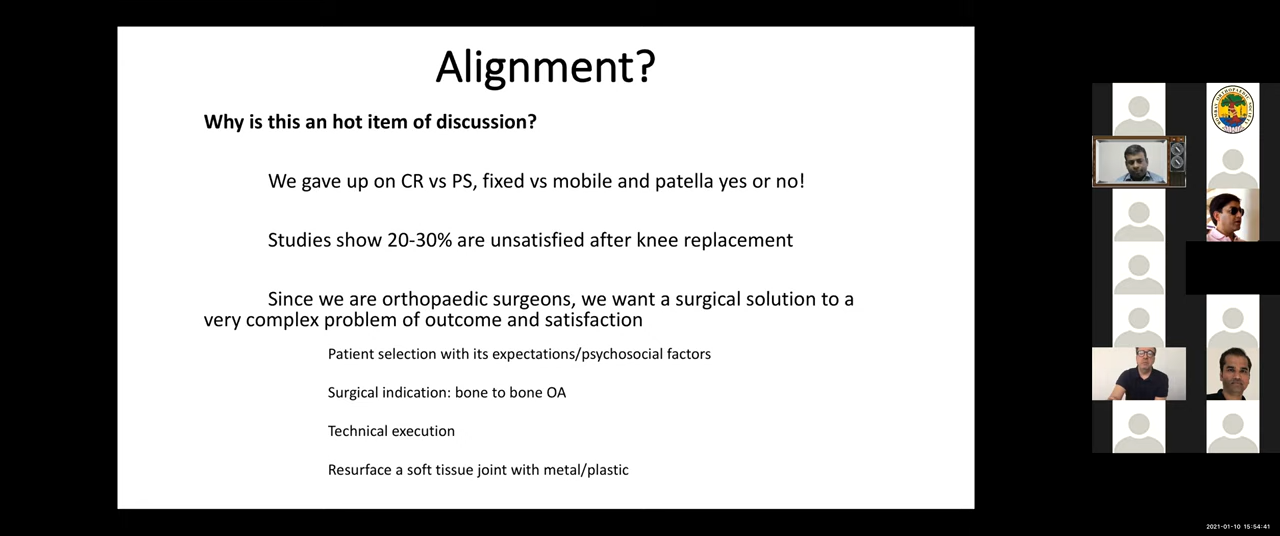 Alignment?
Why is this an hot item of discussion?
We gave up on CR vs PS, fixed vs mobile and patella yes or no!
Studies show 20-30% are unsatisfied after knee replacement
Since we are orthopaedic surgeons, we want a surgical solution to a
very complex problem of outcome and satisfaction
Patient selection with its expectations/psychosocial factors
Surgical indication: bone to bone OA
Technical execution
Resurface a soft tissue joint with metal/plastic
BOMBAY ORTHOPAEDIC SOCIETY
2021-01-10 15:54:41